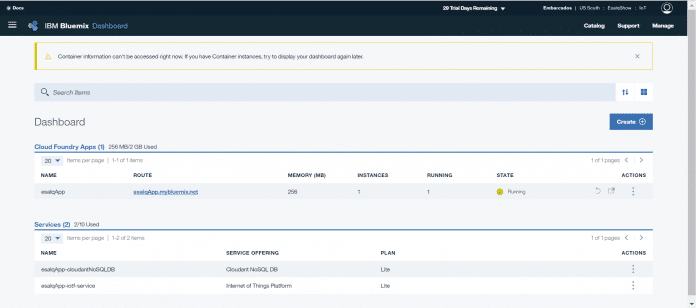 Docs
29 Trial Days Remaining
Embarcados | US South : EsalqShow : IoT
IBM Bluemix Dashboard
Catalog Support Manage
Container information can't be accessed right now. If you have Container instances, try to display your dashboard again later.
Search Items
Dashboard
Create
Cloud Foundry Apps (1) 256 MB/2 GB Used
20 Items per page | 1-1 of 1 items
1 of 1 pages
NAME ROUTE MEMORY (MB) INSTANCES RUNNING STATE ACTIONS
esalqApp esalqApp.mybluemix.net 256 1 1 Running
Services (2) 2/10 Used
20 Items per page | 1-2 of 2 items
1 of 1 pages
NAME SERVICE OFFERING PLAN ACTIONS
esalqApp-cloudantNoSQLDB Cloudant NoSQL DB Lite
esalqApp-iotf-service Internet of Things Platform Lite